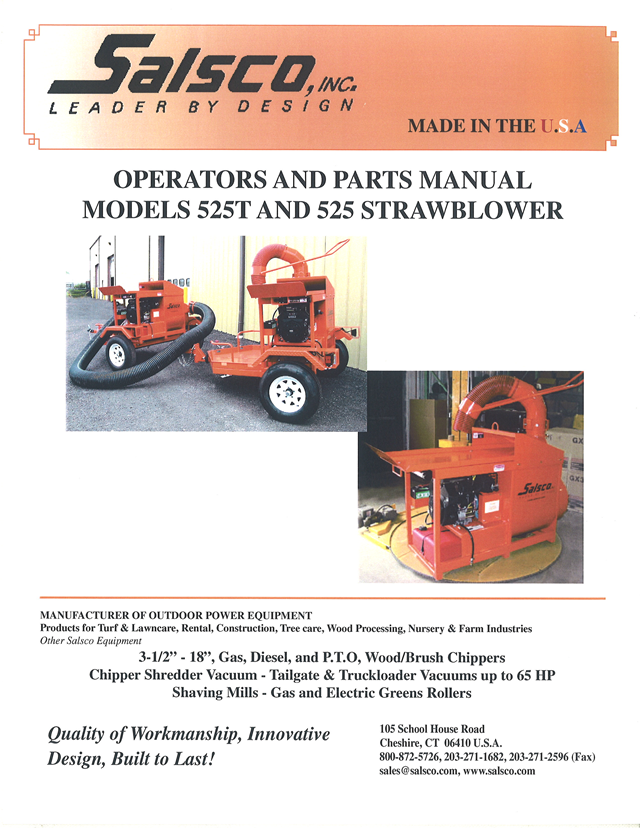 Salsco, INC.
LEADER BY DESIGN
MADE IN THE U.S.A
OPERATORS AND PARTS MANUAL
MODELS 525T AND 525 STRAWBLOWER
Salsco
Salsco
MANUFACTURER OF OUTDOOR POWER EQUIPMENT
Products for Turf & Lawncare, Rental, Construction, Tree care, Wood Processing, Nursery & Farm Industries
Other Salsco Equipment
3-1/2” - 18”, Gas, Diesel, and P.T.O, Wood/Brush Chippers
Chipper Shredder Vacuum - Tailgate & Truckloader Vacuums up to 65 HP
Shaving Mills - Gas and Electric Greens Rollers
Quality of Workmanship, Innovative
Design, Built to Last!
105 School House Road
Cheshire, CT 06410 U.S.A.
800-872-5726, 203-271-1682, 203-271-2596 (Fax)
sales@salsco.com, www.salsco.com